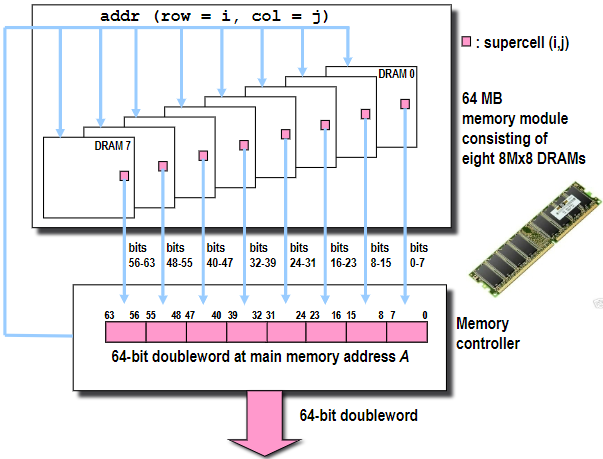 addr (row = i, col = j)
: supercell (i,j)
DRAM 0
64 MB
memory module
consisting of
eight 8Mx8 DRAMs
DRAM 7
bits
56-63
bits
48-55
bits
40-47
bits
32-39
bits
24-31
bits
16-23
bits
8-15
bits
0-7
63 56 55 48 47 40 39 32 31 24 23 16 15 8 7 0
64-bit doubleword at main memory address A
Memory
controller
64-bit doubleword